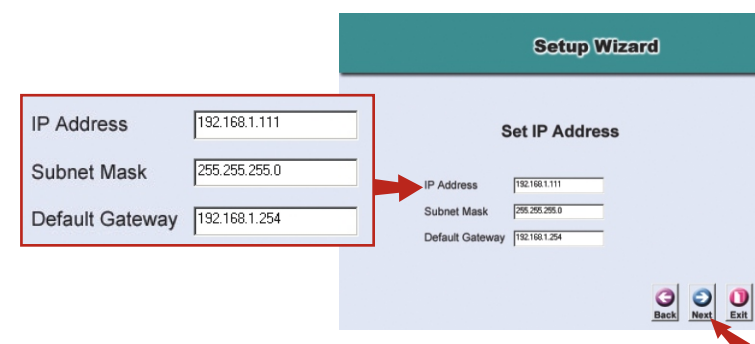 Setup Wizard
IP Address 192.168.1.111
Subnet Mask 255.255.255.0
Default Gateway 192.168.1.254
Set IP Address
IP Address 192.168.1.111
Subnet Mask 255.255.255.0
Default Gateway 192.168.1.254
Back Next Exit